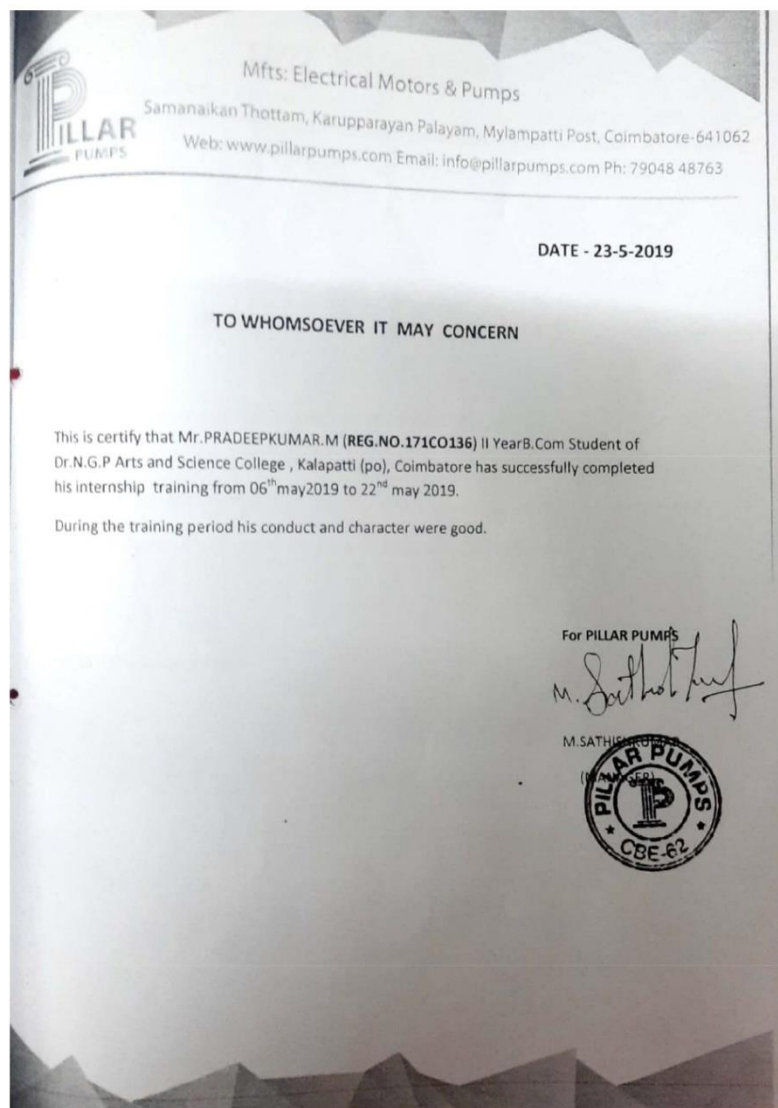 PILLAR
PUMPS
Mfts: Electrical Motors & Pumps
Samanaikan Thottam, Karupparayan Palayam, Mylampatti Post, Coimbatore-641062
Web: www.pillarpumps.com Email: info@pillarpumps.com Ph: 79048 48763
DATE - 23-5-2019
TO WHOMSOEVER IT MAY CONCERN
This is certify that Mr.PRADEEPKUMAR.M (REG.NO.171CO136) II YearB.Com Student of
Dr.N.G.P Arts and Science College , Kalapatti (po), Coimbatore has successfully completed
his internship training from 06th may2019 to 22nd may 2019.
During the training period his conduct and character were good.
For PILLAR PUMPS
M.SATHISHKUMAR
(MANAGER)
PILLAR PUMPS
CBE-62